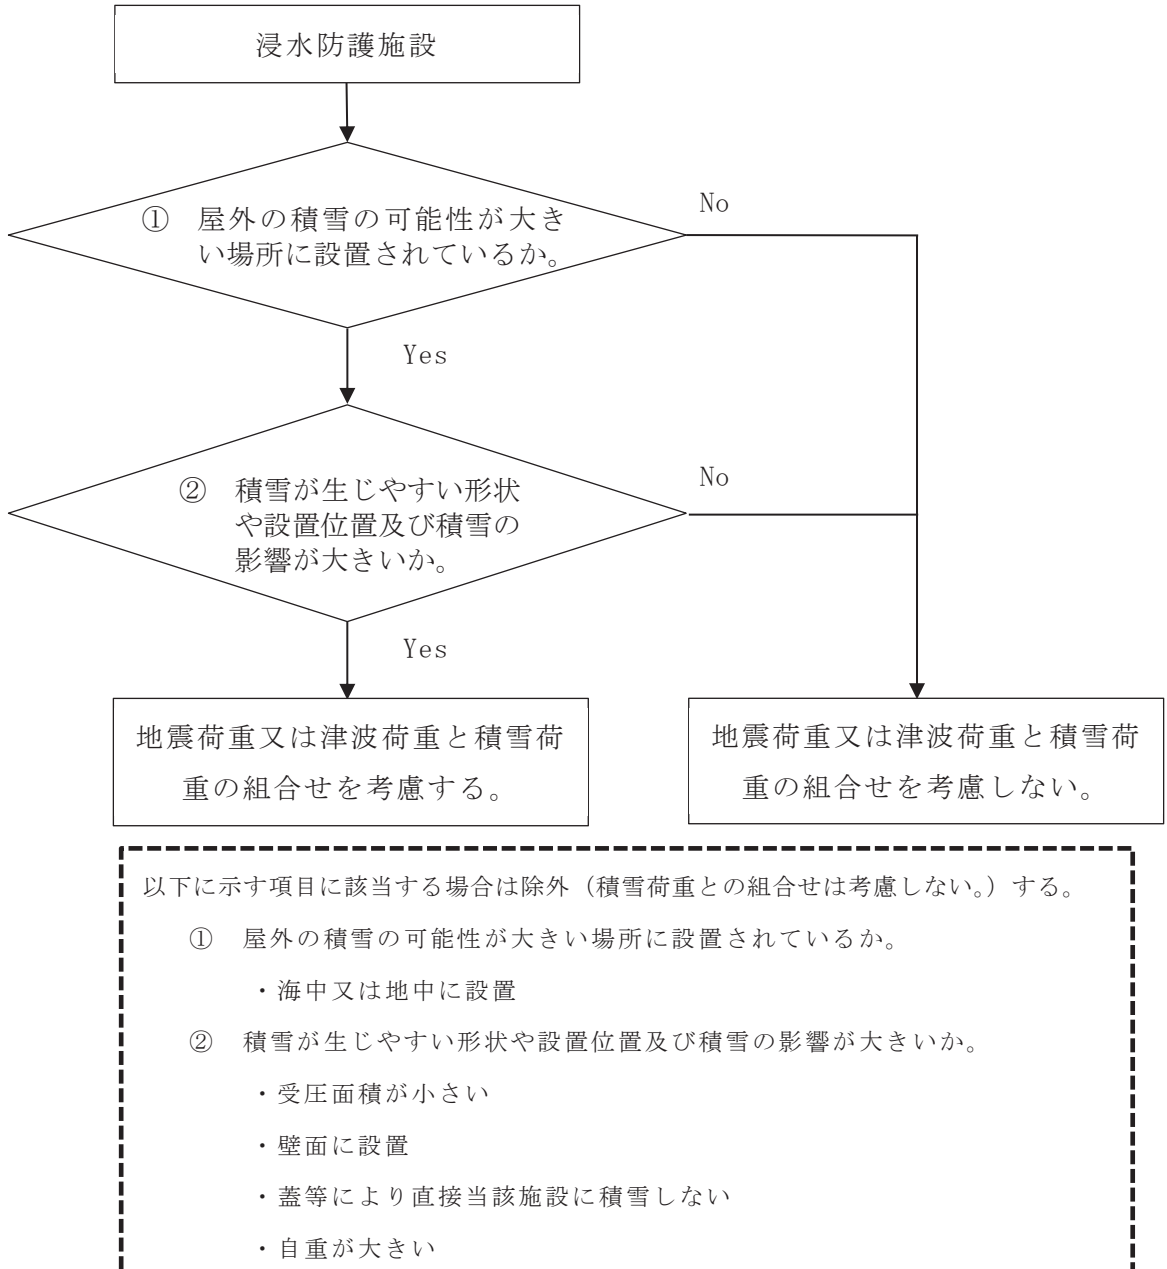 浸水防護施設
① 屋外の積雪の可能性が大き
い場所に設置されているか。
No
Yes
② 積雪が生じやすい形状
や設置位置及び積雪の
影響が大きいか。
No
Yes
地震荷重又は津波荷重と積雪荷
重の組合せを考慮する。
地震荷重又は津波荷重と積雪荷
重の組合せを考慮しない。
以下に示す項目に該当する場合は除外（積雪荷重との組合せは考慮しない。）する。
① 屋外の積雪の可能性が大きい場所に設置されているか。
・海中又は地中に設置
② 積雪が生じやすい形状や設置位置及び積雪の影響が大きいか。
・受圧面積が小さい
・壁面に設置
・蓋等により直接当該施設に積雪しない
・自重が大きい